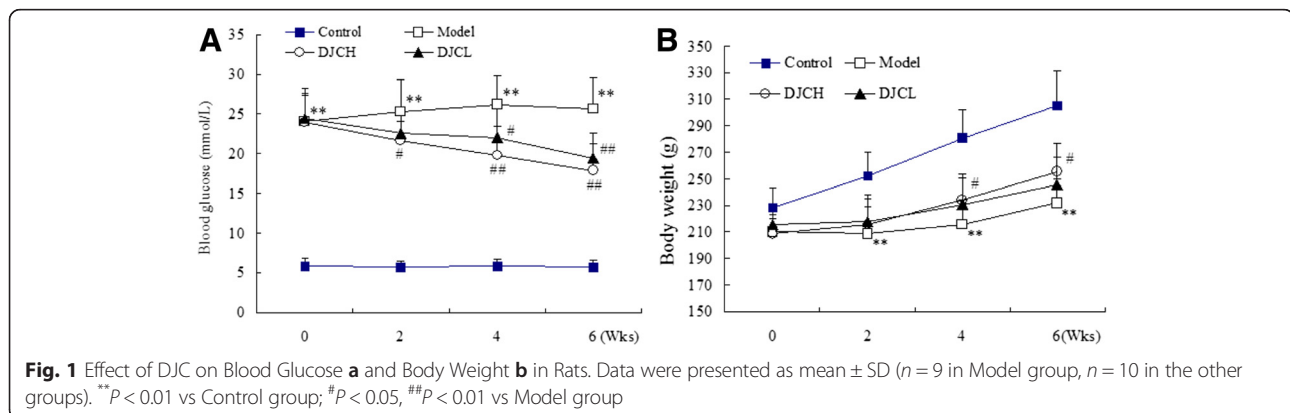 A
35
30
25
20
15
10
5
0
Blood glucose (mmol/L)
Control
Model
DJCH
DJCL
**
**
**
**
#
#
##
##
##
0
2
4
6 (Wks)
B
350
330
310
290
270
250
230
210
190
170
150
Body weight (g)
Control
Model
DJCH
DJCL
#
#
**
**
**
0
2
4
6(Wks)
Fig. 1 Effect of DJC on Blood Glucose a and Body Weight b in Rats. Data were presented as mean ± SD (n = 9 in Model group, n = 10 in the other
groups). **P < 0.01 vs Control group; #P < 0.05, ##P < 0.01 vs Model group